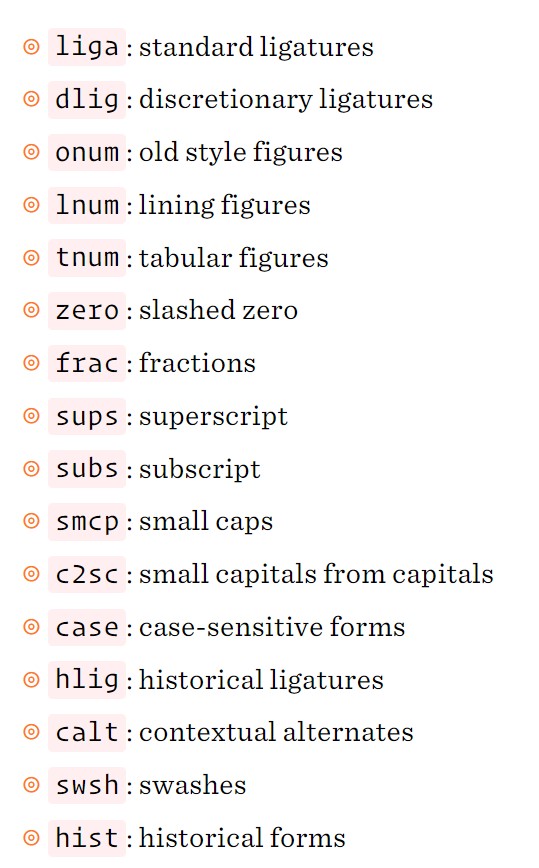 liga : standard ligatures
dlig : discretionary ligatures
onum : old style figures
lnum : lining figures
tnum : tabular figures
zero : slashed zero
frac : fractions
sups : superscript
subs : subscript
smcp : small caps
c2sc : small capitals from capitals
case : case-sensitive forms
hlig : historical ligatures
calt : contextual alternates
swsh : swashes
hist : historical forms